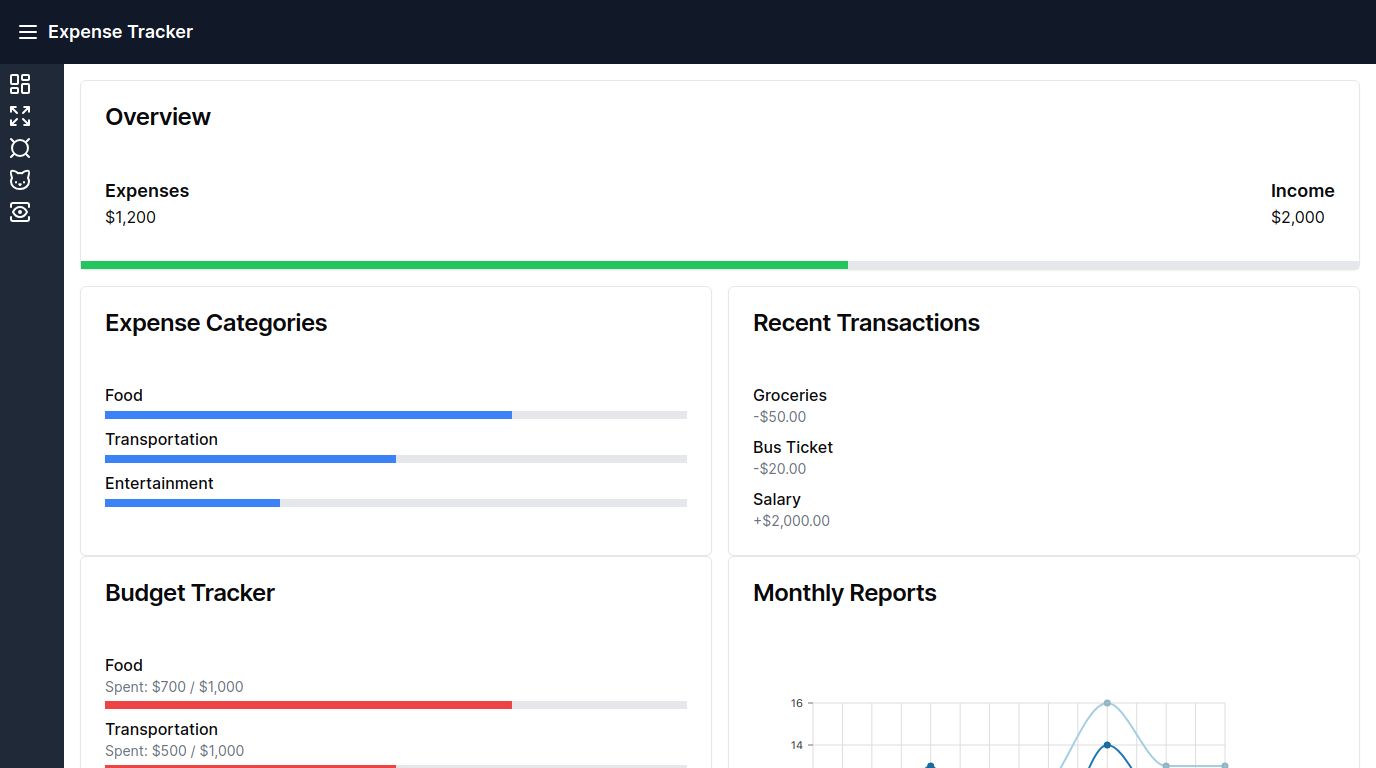 Expense Tracker
Overview
Expenses
$1,200
Income
$2,000
Expense Categories
Food
Transportation
Entertainment
Recent Transactions
Groceries
-$50.00
Bus Ticket
-$20.00
Salary
+$2,000.00
Budget Tracker
Food
Spent: $700 / $1,000
Transportation
Spent: $500 / $1,000
Monthly Reports
16
14